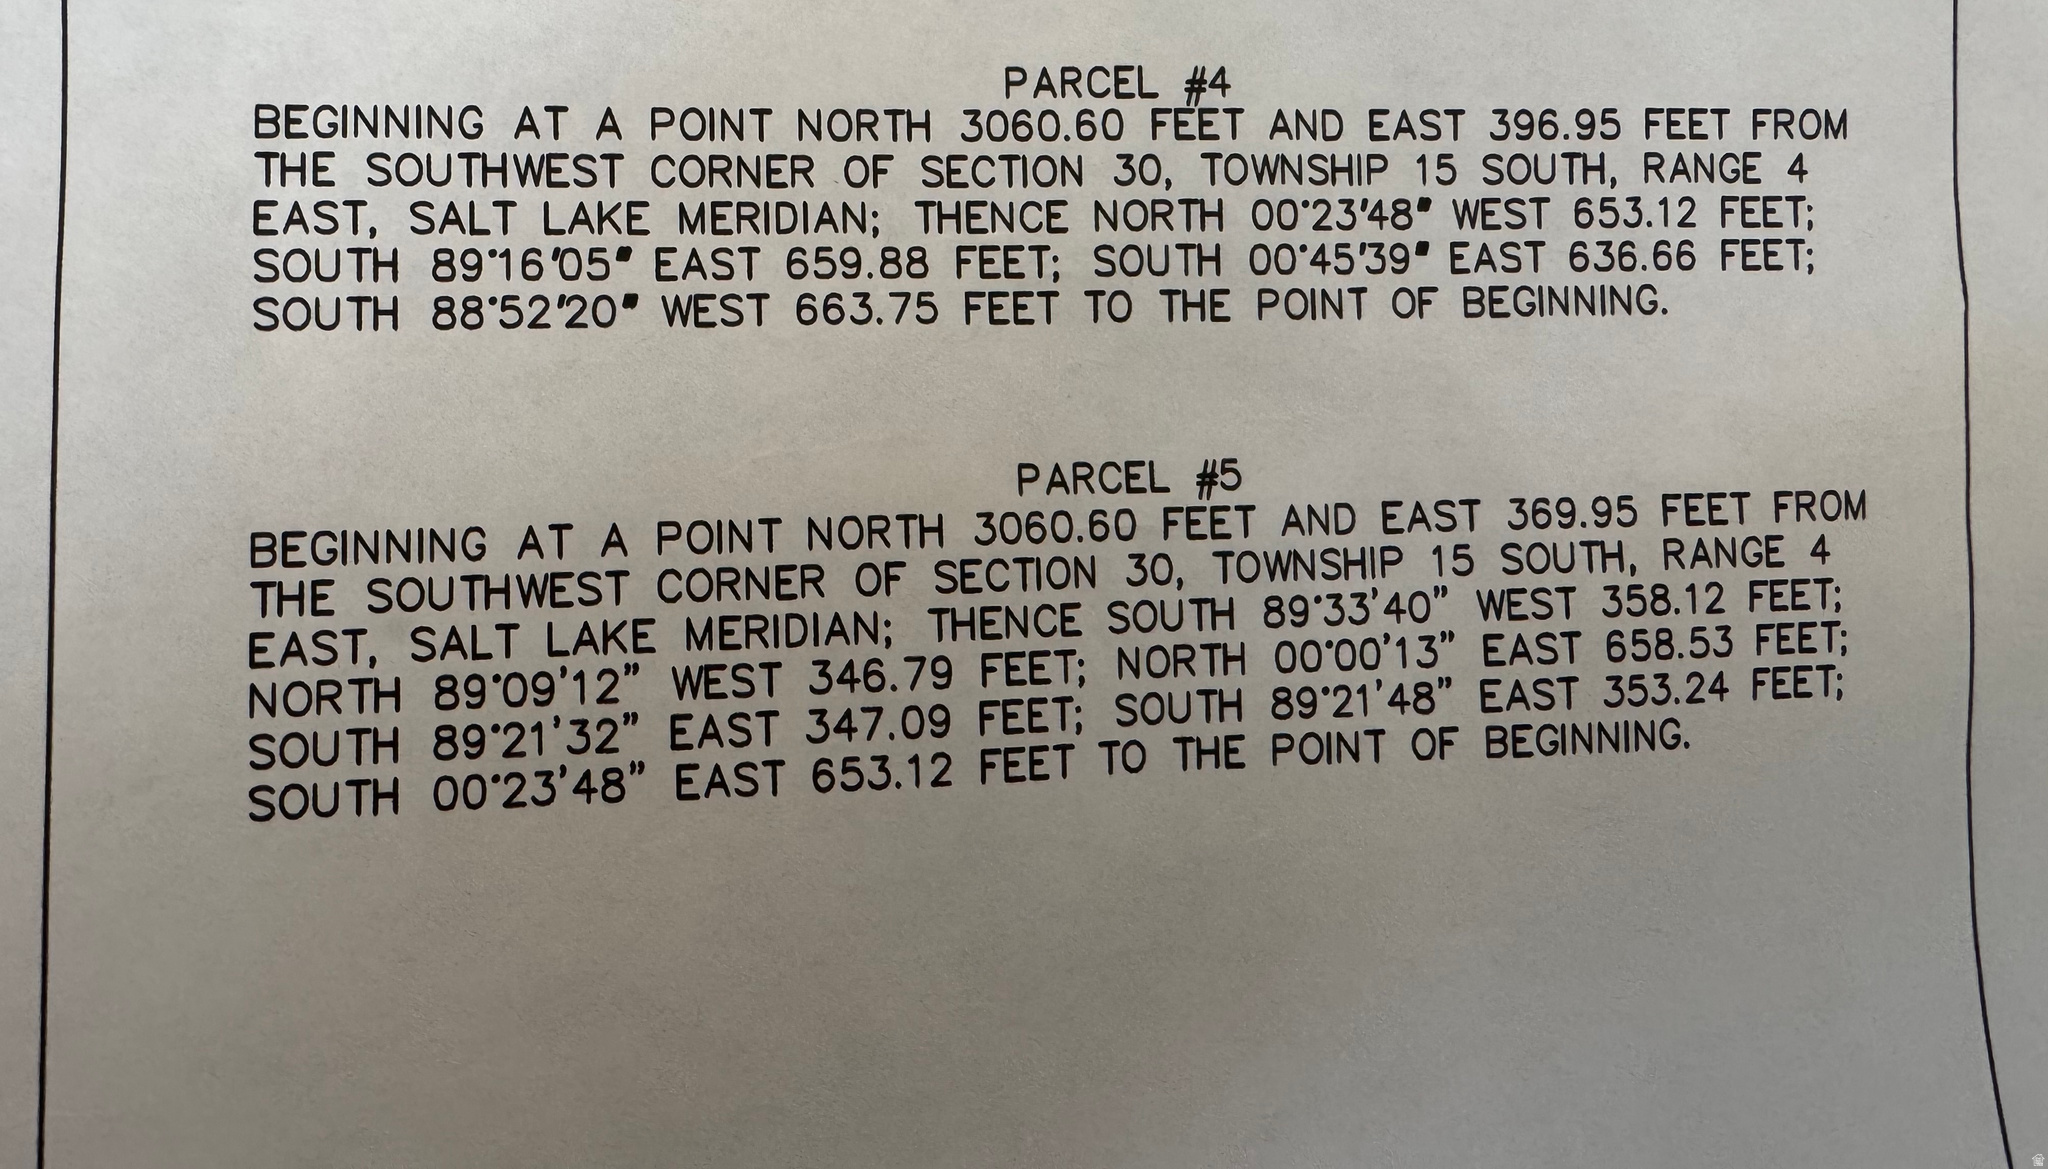 PARCEL #4
BEGINNING AT A POINT NORTH 3060.60 FEET AND EAST 396.95 FEET FROM
THE SOUTHWEST CORNER OF SECTION 30, TOWNSHIP 15 SOUTH, RANGE 4
EAST, SALT LAKE MERIDIAN; THENCE NORTH 00°23'48" WEST 653.12 FEET;
SOUTH 89°16'05" EAST 659.88 FEET; SOUTH 00°45'39" EAST 636.66 FEET;
SOUTH 88°52'20" WEST 663.75 FEET TO THE POINT OF BEGINNING.
PARCEL #5
BEGINNING AT A POINT NORTH 3060.60 FEET AND EAST 369.95 FEET FROM
THE SOUTHWEST CORNER OF SECTION 30, TOWNSHIP 15 SOUTH, RANGE 4
EAST, SALT LAKE MERIDIAN; THENCE SOUTH 89°33'40" WEST 358.12 FEET;
NORTH 89°09'12" WEST 346.79 FEET; NORTH 00°00'13" EAST 658.53 FEET;
SOUTH 89°21'32" EAST 347.09 FEET; SOUTH 89°21'48" EAST 353.24 FEET;
SOUTH 00°23'48" EAST 653.12 FEET TO THE POINT OF BEGINNING.